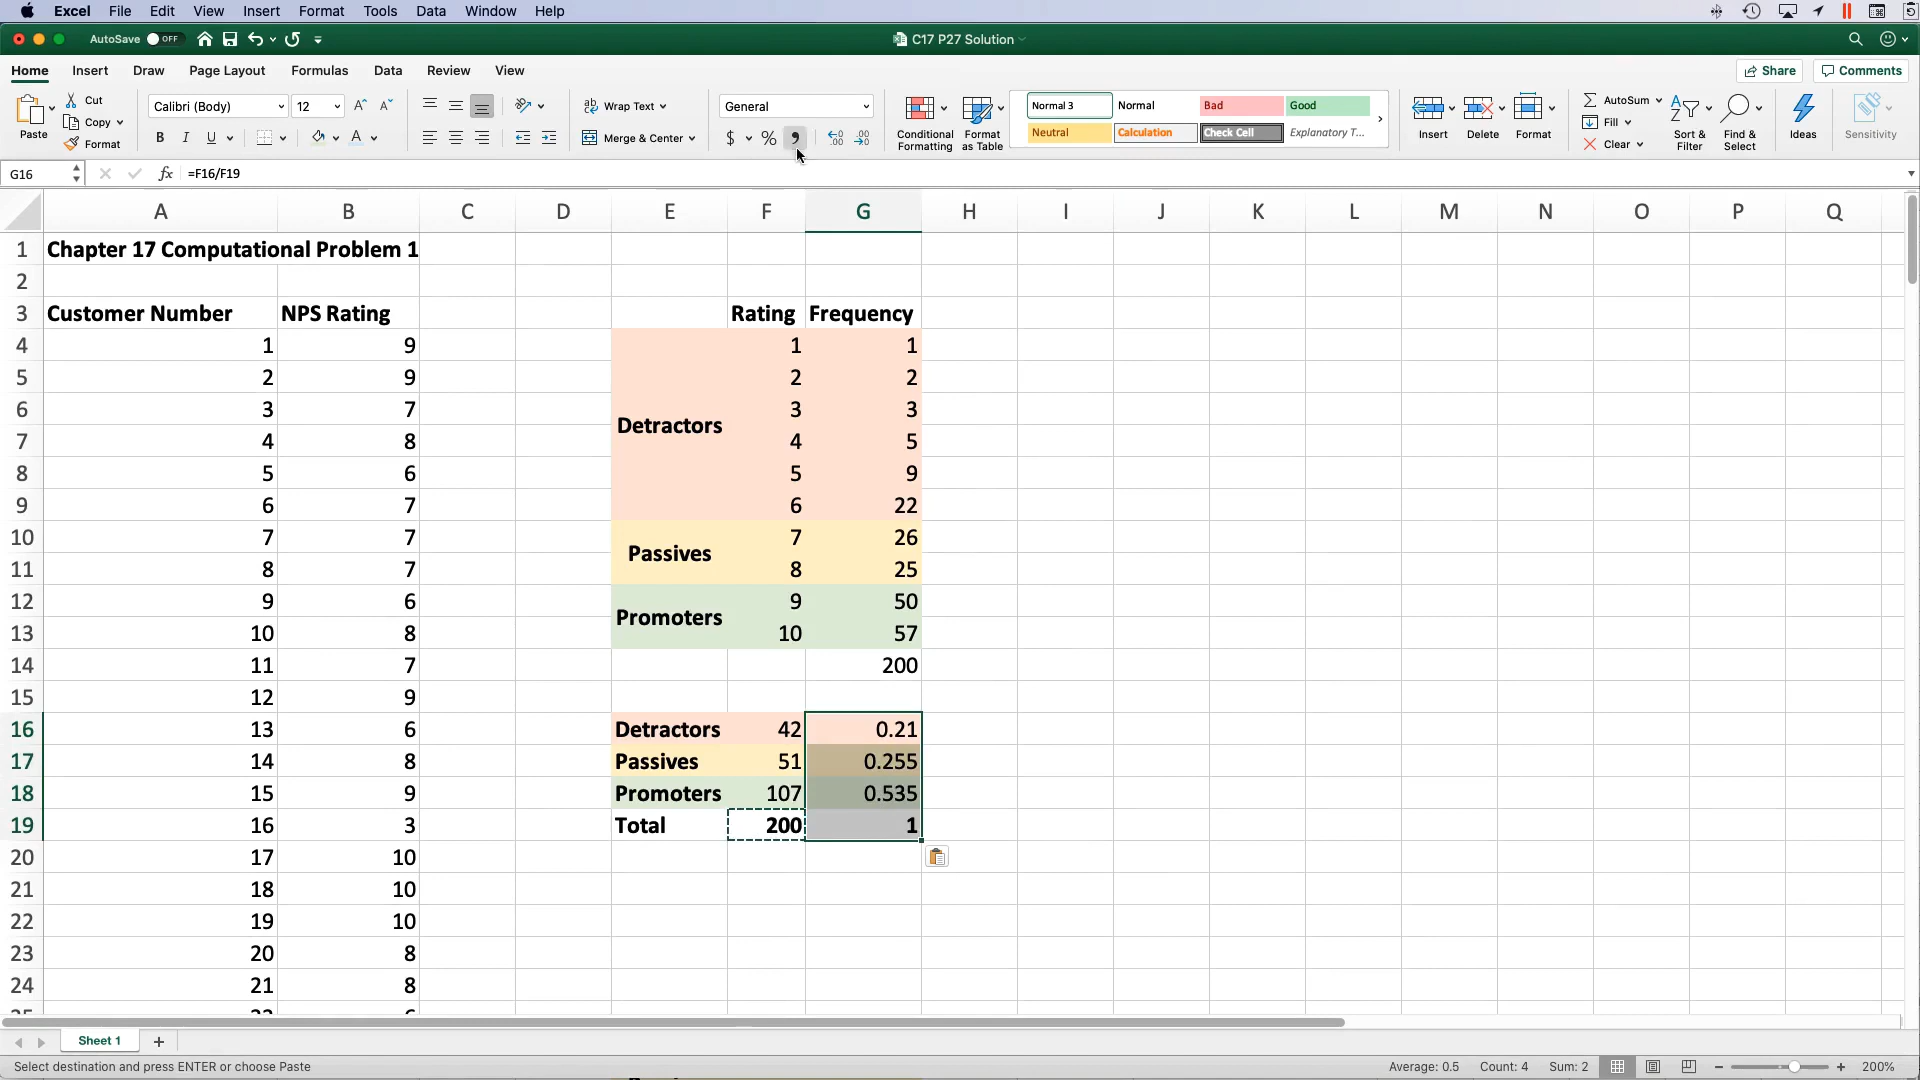 Excel File Edit View Insert Format Tools Data Window Help
AutoSave OFF C17 P27 Solution
Home Insert Draw Page Layout Formulas Data Review View Share Comments
Paste Cut Copy Format
Calibri (Body) 12
Wrap Text
Merge & Center
General
$ % 9
Conditional Formatting
Format as Table
Normal 3 Normal Bad Good
Neutral Calculation Check Cell Explanatory T...
Insert Delete Format
AutoSum
Fill
Clear
Sort & Filter
Find & Select
Ideas
Sensitivity
G16 fx =F16/F19
A B C D E F G H I J K L M N O P Q
1 Chapter 17 Computational Problem 1
2
3 Customer Number NPS Rating Rating Frequency
4 1 9 1 1
5 2 9 2 2
6 3 7 3 3
7 4 8 Detractors 4 5
8 5 6 5 9
9 6 7 6 22
10 7 7 Passives 7 26
11 8 7 8 25
12 9 6 Promoters 9 50
13 10 8 10 57
14 11 7 200
15 12 9
16 13 6 Detractors 42 0.21
17 14 8 Passives 51 0.255
18 15 9 Promoters 107 0.535
19 16 3 Total 200 1
20 17 10
21 18 10
22 19 10
23 20 8
24 21 8
Sheet 1
Select destination and press ENTER or choose Paste Average: 0.5 Count: 4 Sum: 2 200%